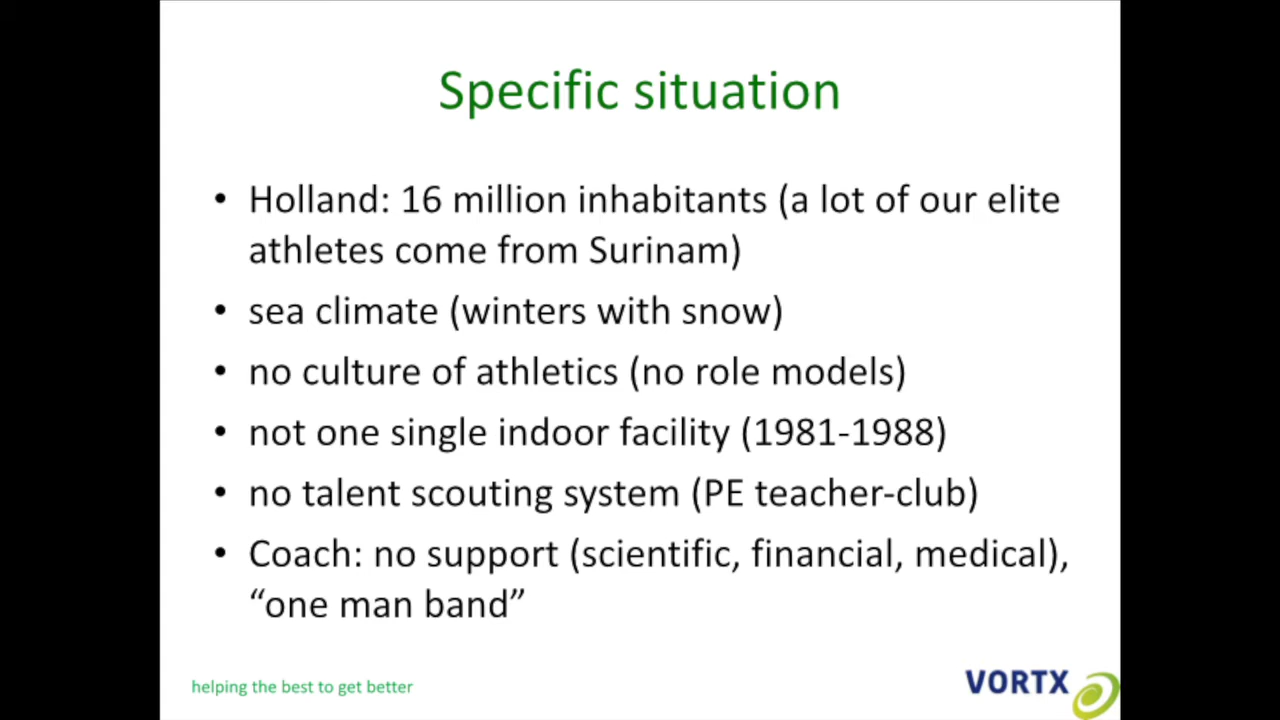 Specific situation
• Holland: 16 million inhabitants (a lot of our elite
athletes come from Surinam)
• sea climate (winters with snow)
• no culture of athletics (no role models)
• not one single indoor facility (1981-1988)
• no talent scouting system (PE teacher-club)
• Coach: no support (scientific, financial, medical),
“one man band”
helping the best to get better
VORTX